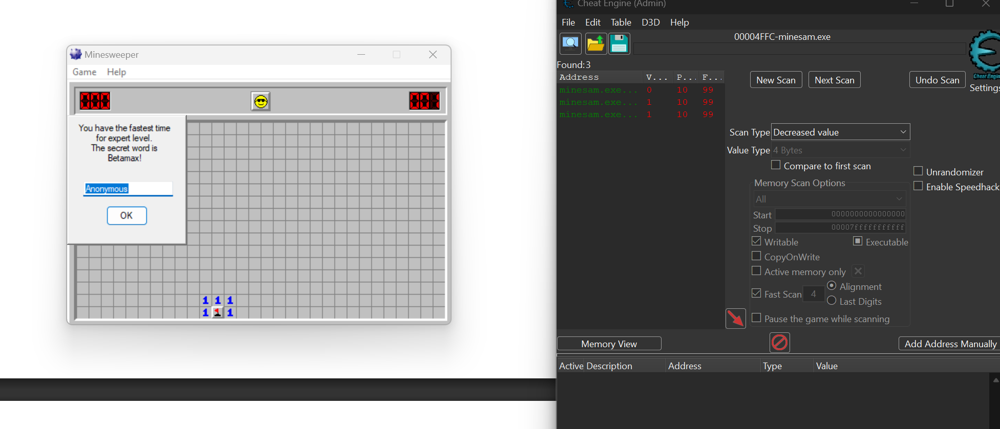 Minesweeper
Game Help
000 001
You have the fastest time
for expert level.
The secret word is
Betamax!
Anonymous
OK
1 1 1
1 1
Cheat Engine (Admin)
File Edit Table D3D Help
00004FFC-minesam.exe
Found:3
Address V... P... F...
minesam.exe... 0 10 99
minesam.exe... 1 10 99
minesam.exe... 1 10 99
New Scan Next Scan Undo Scan
Cheat Engin
Settings
Scan Type Decreased value
Value Type 4 Bytes
Compare to first scan
Unrandomizer
Enable Speedhack
Memory Scan Options
All
Start 0000000000000000
Stop 00007fffffffffff
Writable Executable
CopyOnWrite
Active memory only
Fast Scan 4 Alignment
Last Digits
Pause the game while scanning
Memory View Add Address Manually
Active Description Address Type Value